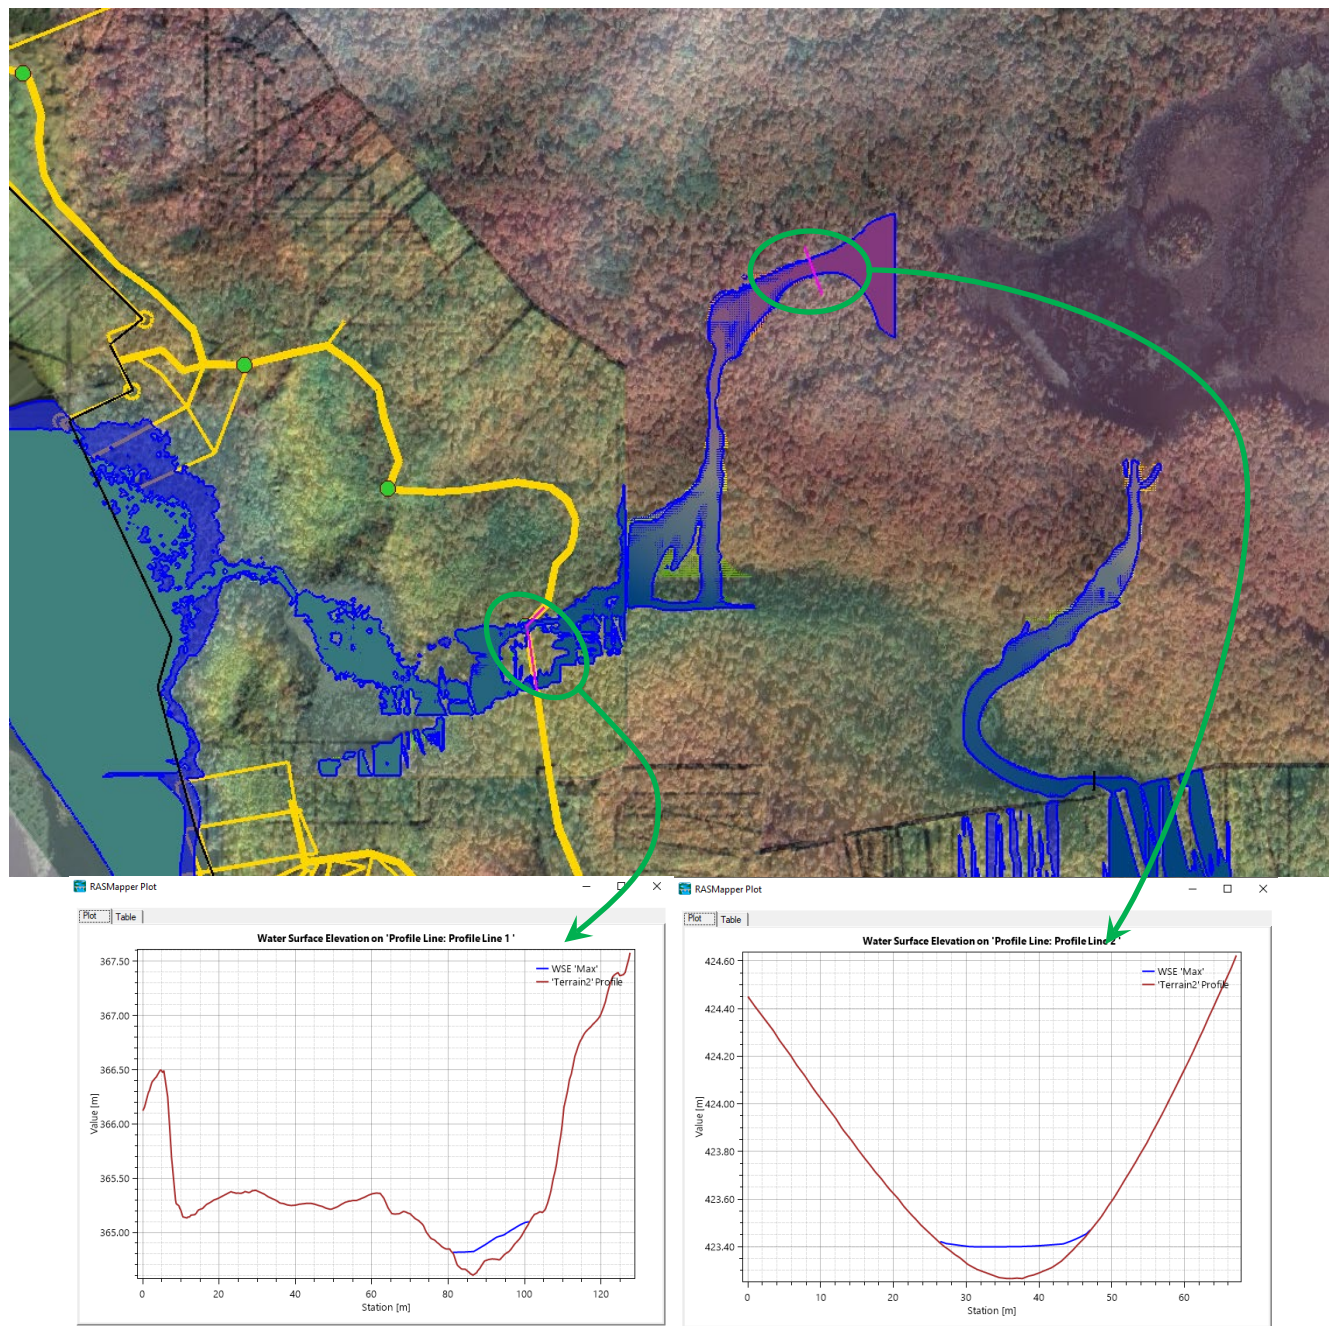 RASMapper Plot
Plot Table
Water Surface Elevation on 'Profile Line: Profile Line 1 '
WSE 'Max'
'Terrain2' Profile
Value [m]
367.50
367.00
366.50
366.00
365.50
365.00
0 20 40 60 80 100 120
Station [m]
RASMapper Plot
Plot Table
Water Surface Elevation on 'Profile Line: Profile Line 2 '
WSE 'Max'
'Terrain2' Profile
Value [m]
424.60
424.40
424.20
424.00
423.80
423.60
423.40
0 10 20 30 40 50 60
Station [m]